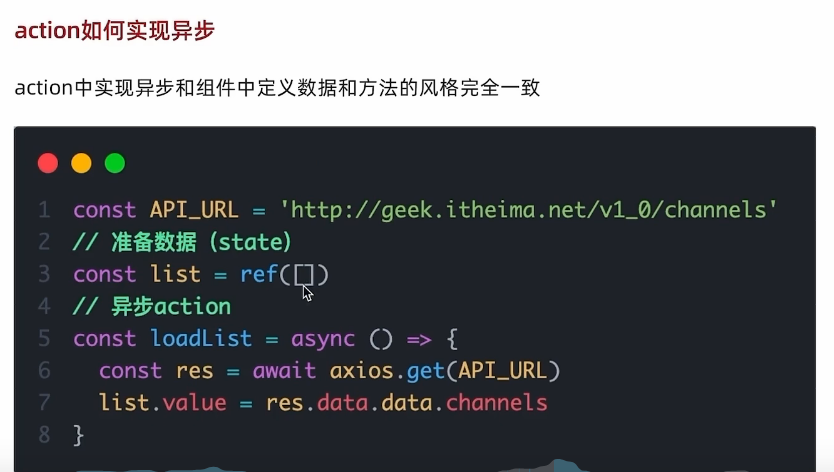 action如何实现异步
action中实现异步和组件中定义数据和方法的风格完全一致
1 const API_URL = 'http://geek.itheima.net/v1_0/channels'
2 // 准备数据（state）
3 const list = ref([])
4 // 异步action
5 const loadList = async () => {
6   const res = await axios.get(API_URL)
7   list.value = res.data.data.channels
8 }